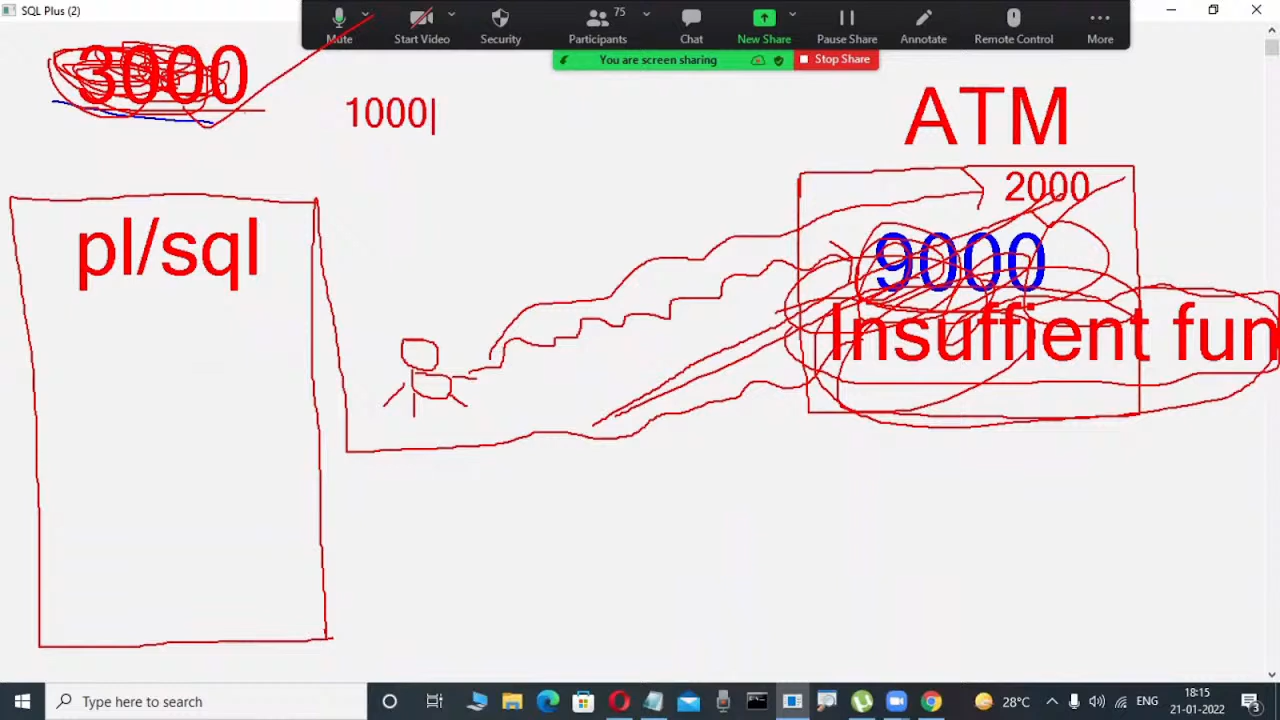 SQL Plus (2)
75
Mute
Start Video
Security
Participants
Chat
New Share
Pause Share
Annotate
Remote Control
More
You are screen sharing
Stop Share
3000
1000
ATM
2000
pl/sql
9000
Insuffient fun
Type here to search
28°C
ENG
18:15
21-01-2022
3